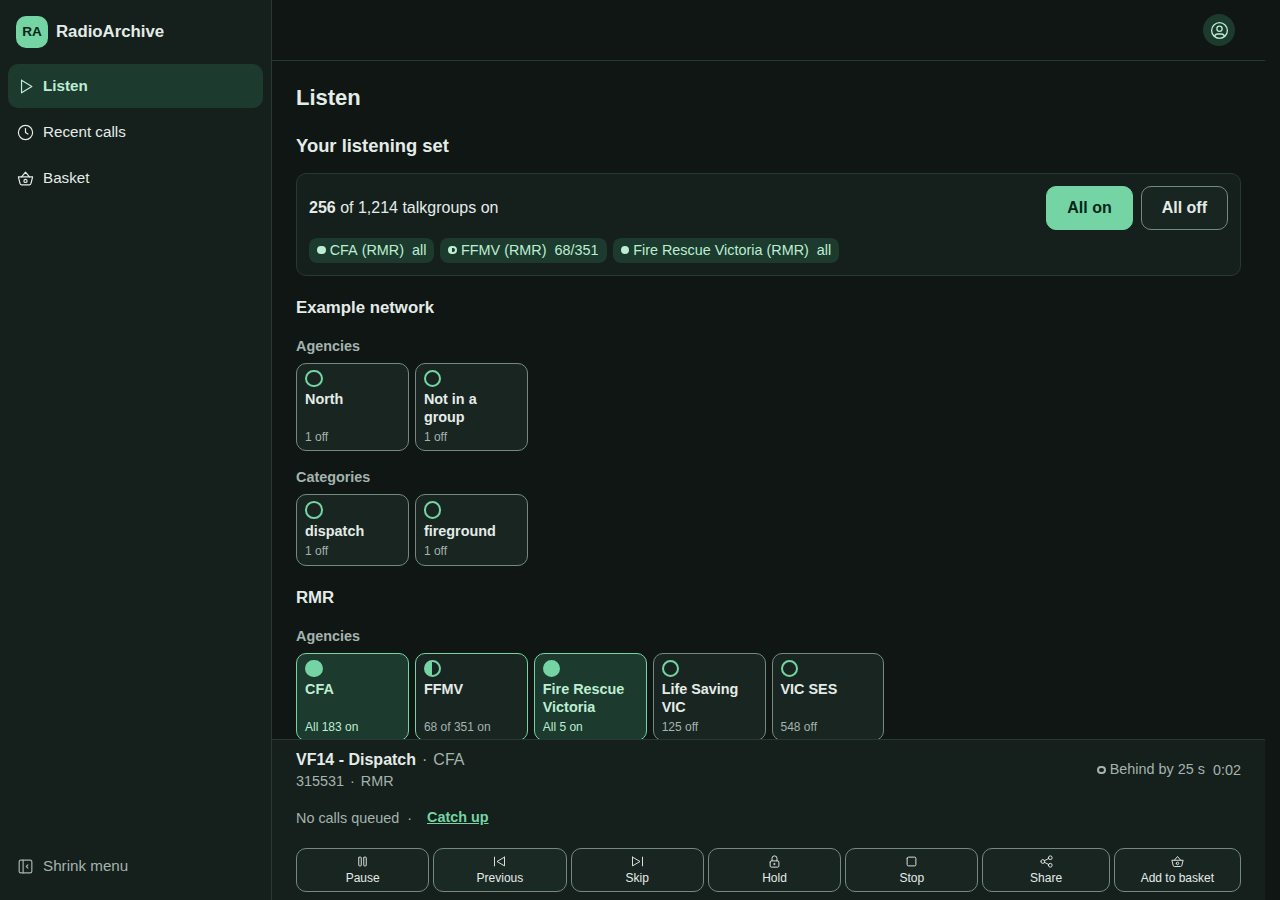 RA RadioArchive
Listen
Recent calls
Basket
Shrink menu
Listen
Your listening set
256 of 1,214 talkgroups on
All on
All off
CFA (RMR) all
FFMV (RMR) 68/351
Fire Rescue Victoria (RMR) all
Example network
Agencies
North
1 off
Not in a
group
1 off
Categories
dispatch
1 off
fireground
1 off
RMR
Agencies
CFA
All 183 on
FFMV
68 of 351 on
Fire Rescue
Victoria
All 5 on
Life Saving
VIC
125 off
VIC SES
548 off
VF14 - Dispatch · CFA
315531 · RMR
Behind by 25 s 0:02
No calls queued · Catch up
Pause
Previous
Skip
Hold
Stop
Share
Add to basket